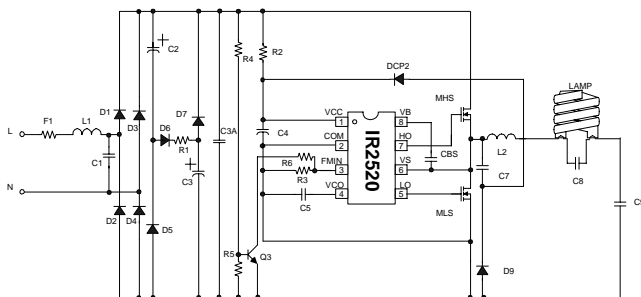 C2
R4
R2
DCP2
MHS
LAMP
F1
L1
D1
D3
D6
D7
R1
C3A
C4
VCC
COM
FMIN
VCO
1
2
3
4
IR2520
8
7
6
5
VB
HO
VS
LO
CBS
L
C1
C3
R6
R3
C5
L2
C7
C8
N
D2
D4
D5
R5
Q3
MLS
D9